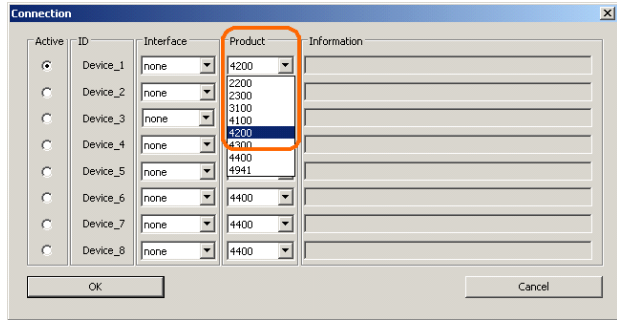 Connection
Active ID Interface Product Information
Device_1 none 4200
2200
Device_2 none 2300
3100
Device_3 none 4100
4200
Device_4 none 4300
4400
Device_5 none 4941
Device_6 none 4400
Device_7 none 4400
Device_8 none 4400
OK Cancel